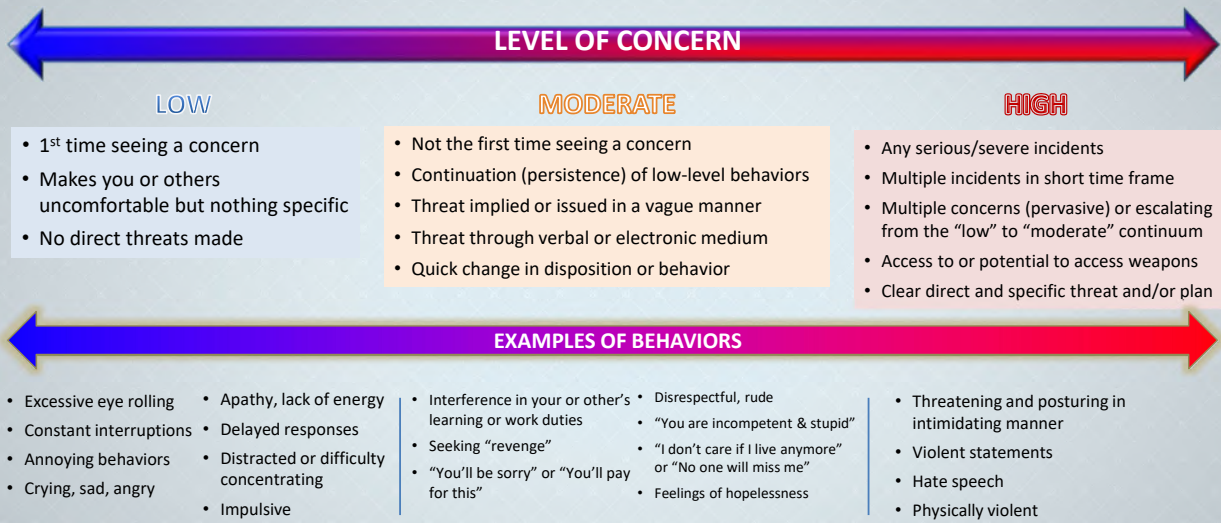 LEVEL OF CONCERN
LOW
• 1st time seeing a concern
• Makes you or others
uncomfortable but nothing specific
• No direct threats made
MODERATE
• Not the first time seeing a concern
• Continuation (persistence) of low-level behaviors
• Threat implied or issued in a vague manner
• Threat through verbal or electronic medium
• Quick change in disposition or behavior
HIGH
• Any serious/severe incidents
• Multiple incidents in short time frame
• Multiple concerns (pervasive) or escalating
from the “low” to “moderate” continuum
• Access to or potential to access weapons
• Clear direct and specific threat and/or plan
EXAMPLES OF BEHAVIORS
• Excessive eye rolling
• Constant interruptions
• Annoying behaviors
• Crying, sad, angry
• Apathy, lack of energy
• Delayed responses
• Distracted or difficulty
concentrating
• Impulsive
• Interference in your or other’s
learning or work duties
• Seeking “revenge”
• “You’ll be sorry” or “You’ll pay
for this”
• Disrespectful, rude
• “You are incompetent & stupid”
• “I don’t care if I live anymore”
or “No one will miss me”
• Feelings of hopelessness
• Threatening and posturing in
intimidating manner
• Violent statements
• Hate speech
• Physically violent